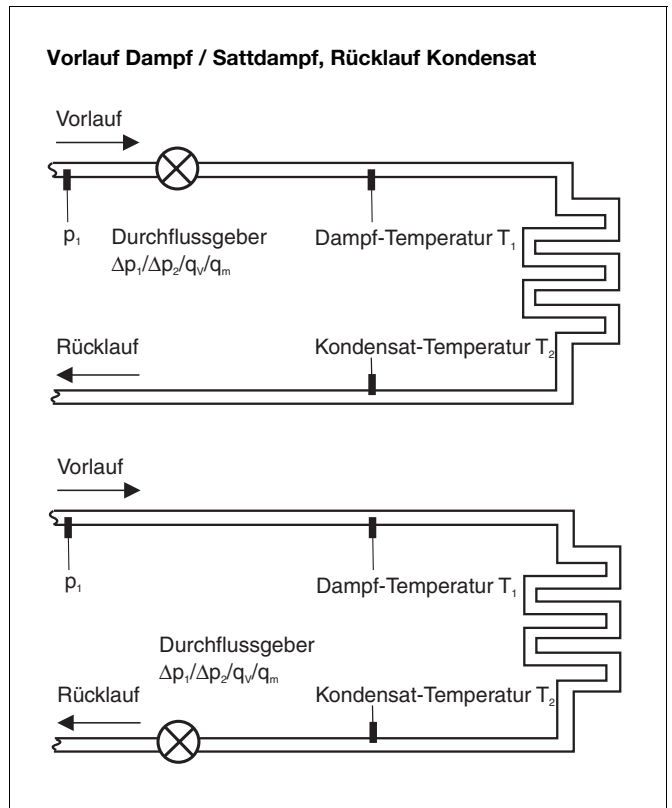 Vorlauf Dampf / Sattdampf, Rücklauf Kondensat
Vorlauf
p₁
Durchflussgeber
Δp₁/Δp₂/qᵥ/qₘ
Dampf-Temperatur T₁
Rücklauf
Kondensat-Temperatur T₂
Vorlauf
p₁
Dampf-Temperatur T₁
Durchflussgeber
Δp₁/Δp₂/qᵥ/qₘ
Rücklauf
Kondensat-Temperatur T₂